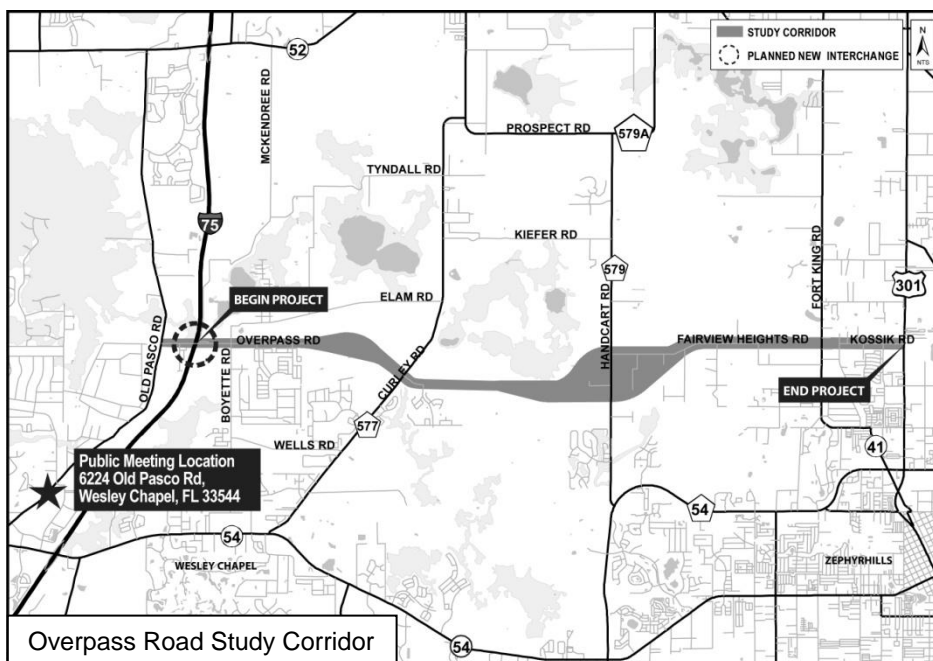 STUDY CORRIDOR
PLANNED NEW INTERCHANGE
N
NTS
52
MCKENDREE RD
PROSPECT RD
579A
TYNDALL RD
75
KIEFER RD
579
HANDCART RD
FORT KING RD
301
BEGIN PROJECT
ELAM RD
OLD PASCO RD
OVERPASS RD
BOYETTE RD
CURLEY RD
FAIRVIEW HEIGHTS RD
KOSSIK RD
END PROJECT
577
WELLS RD
41
Public Meeting Location
6224 Old Pasco Rd,
Wesley Chapel, FL 33544
54
54
WESLEY CHAPEL
ZEPHYRHILLS
54
Overpass Road Study Corridor